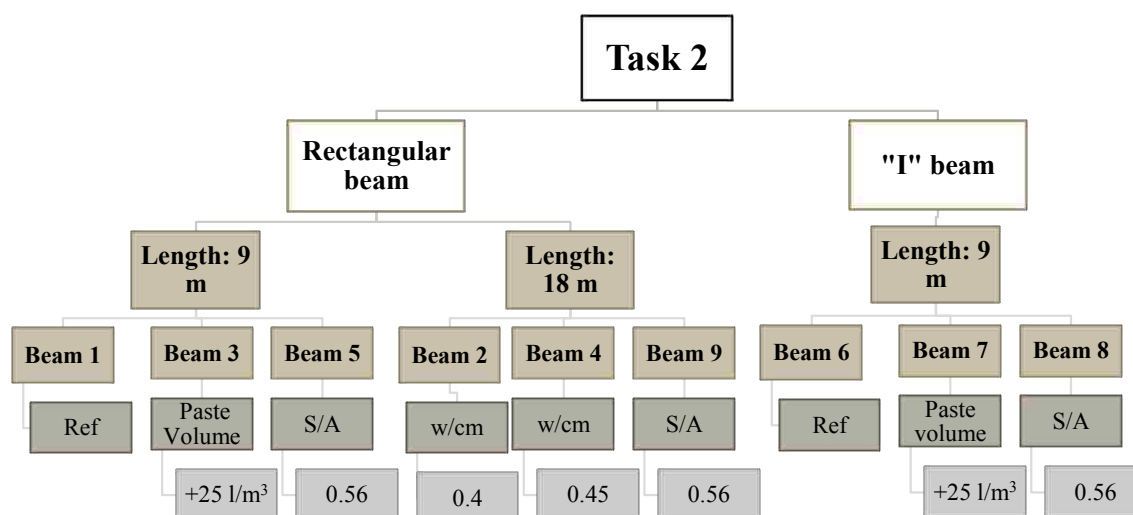 Task 2
Rectangular
beam
"I" beam
Length: 9
m
Length:
18 m
Length: 9
m
Beam 1
Beam 3
Beam 5
Beam 2
Beam 4
Beam 9
Beam 6
Beam 7
Beam 8
Ref
Paste
Volume
S/A
w/cm
w/cm
S/A
Ref
Paste
volume
S/A
+25 l/m³
0.56
0.4
0.45
0.56
+25 l/m³
0.56